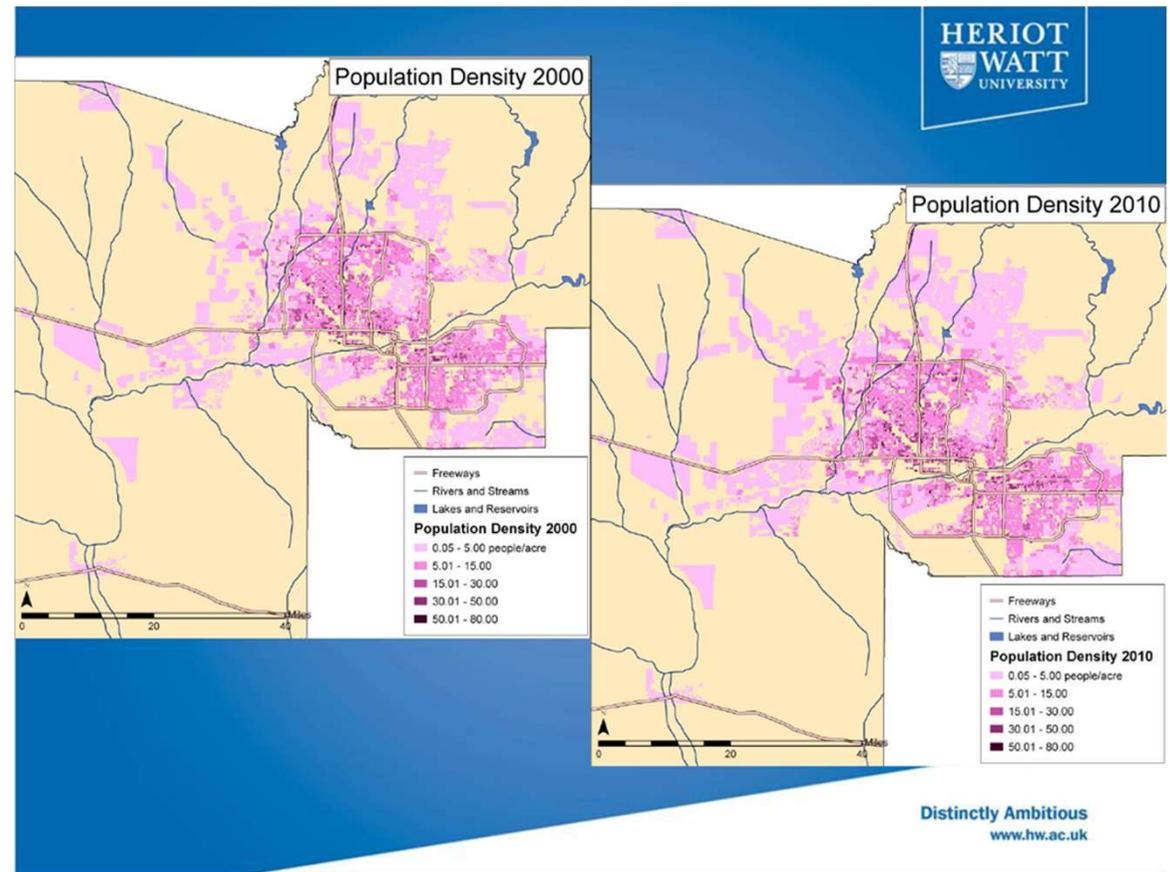 HERIOT
WATT
UNIVERSITY
Population Density 2000
Freeways
Rivers and Streams
Lakes and Reservoirs
Population Density 2000
0.05 - 5.00 people/acre
5.01 - 15.00
15.01 - 30.00
30.01 - 50.00
50.01 - 80.00
N
0 20 40 Miles
Population Density 2010
Freeways
Rivers and Streams
Lakes and Reservoirs
Population Density 2010
0.05 - 5.00 people/acre
5.01 - 15.00
15.01 - 30.00
30.01 - 50.00
50.01 - 80.00
N
0 20 40 Miles
Distinctly Ambitious
www.hw.ac.uk